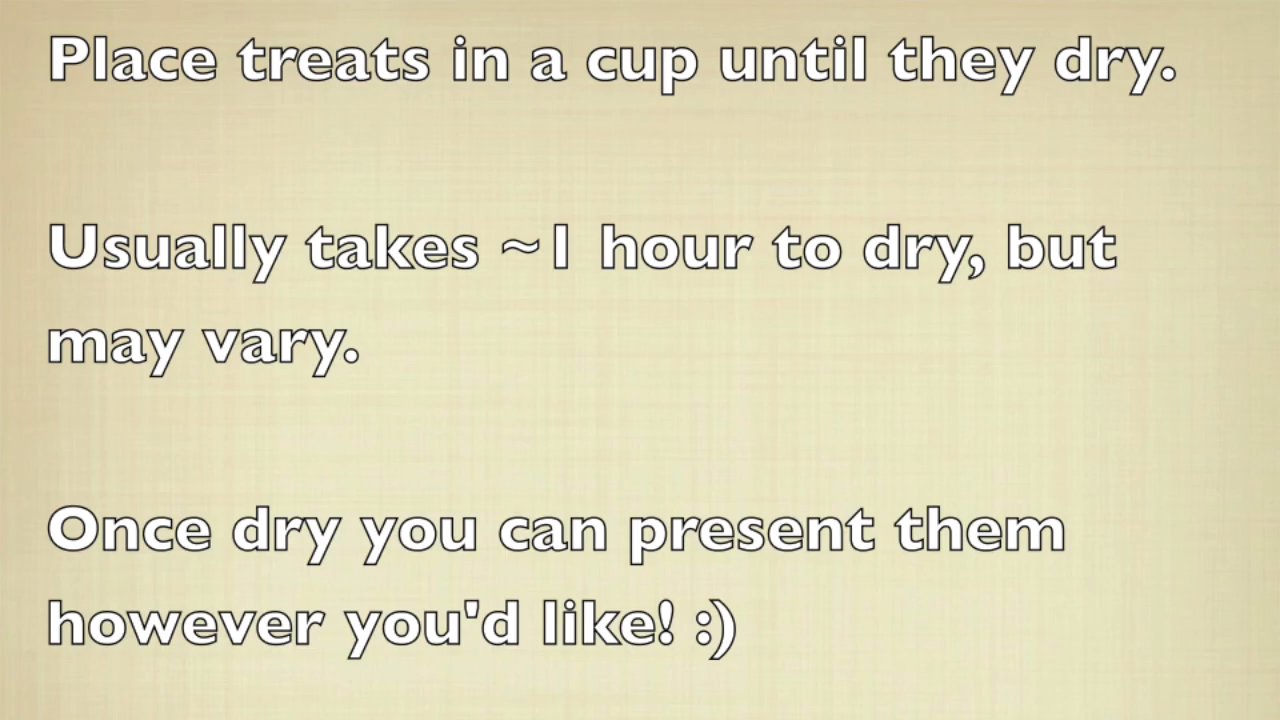 Place treats in a cup until they dry.
Usually takes ~1 hour to dry, but
may vary.
Once dry you can present them
however you'd like! :)